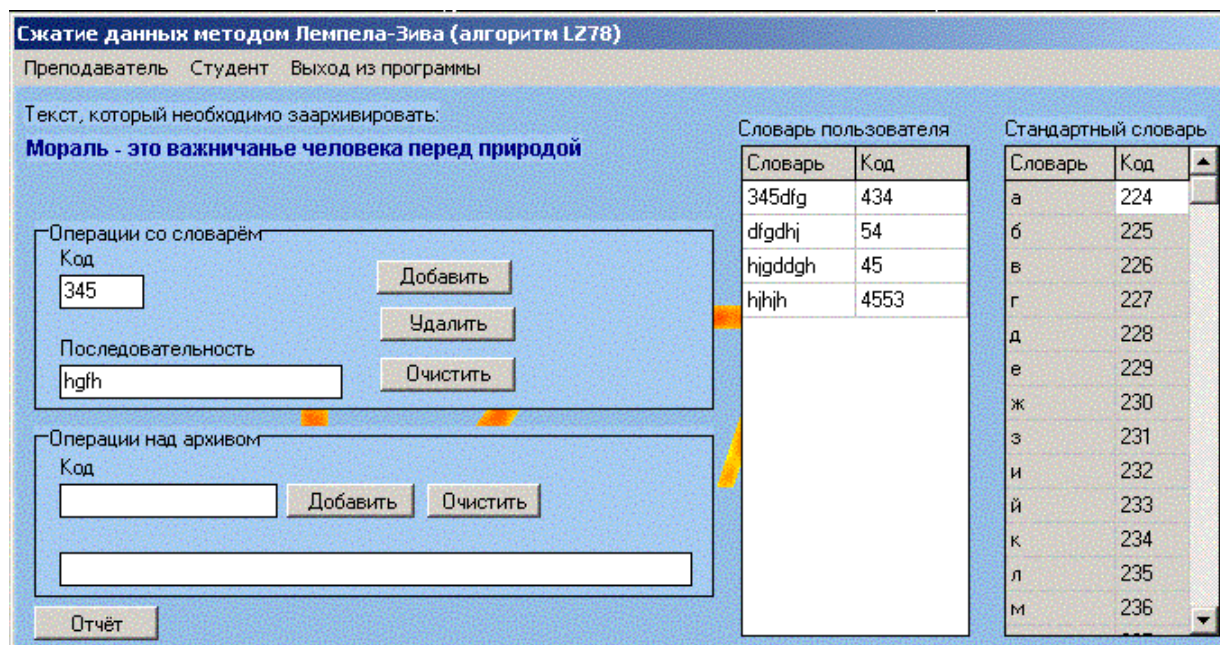 Сжатие данных методом Лемпела-Зива (алгоритм LZ78)
Преподаватель Студент Выход из программы
Текст, который необходимо заархивировать:
Мораль - это важничанье человека перед природой
Операции со словарём
Код
345
Добавить
Удалить
Последовательность
hgfh
Очистить
Операции над архивом
Код
Добавить Очистить
Отчёт
Словарь пользователя
Словарь Код
345dfg 434
dfgdhj 54
hjgddgh 45
hjhjh 4553
Стандартный словарь
Словарь Код
а 224
б 225
в 226
г 227
д 228
е 229
ж 230
з 231
и 232
й 233
к 234
л 235
м 236